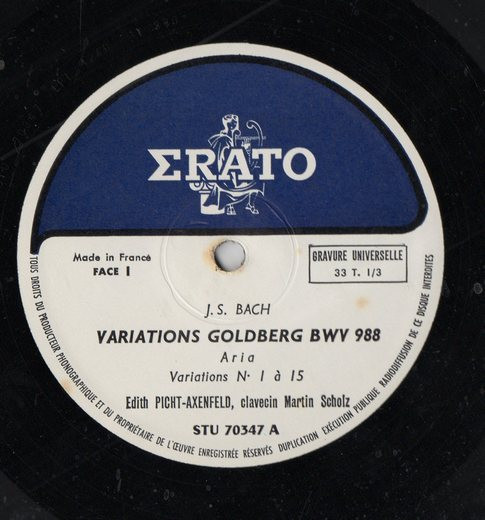 ΣRATO
Made in France
FACE 1
GRAVURE UNIVERSELLE
33 T. 1/3
J.S. BACH
VARIATIONS GOLDBERG BWV 988
Aria
Variations N· 1 à 15
Edith PICHT-AXENFELD, clavecin Martin Scholz
STU 70347 A
TOUS DROITS DU PRODUCTEUR PHONOGRAPHIQUE ET DU PROPRIÉTAIRE DE L'ŒUVRE ENREGISTRÉE RÉSERVÉS DUPLICATION EXÉCUTION PUBLIQUE RADIODIFFUSION DE CE DISQUE INTERDITES